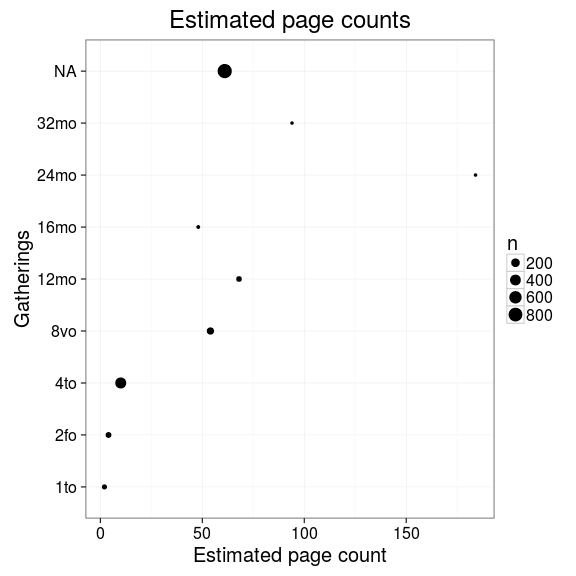 Estimated page counts
NA
32mo
24mo
16mo
12mo
8vo
4to
2fo
1to
Gatherings
0 50 100 150
Estimated page count
n
200
400
600
800